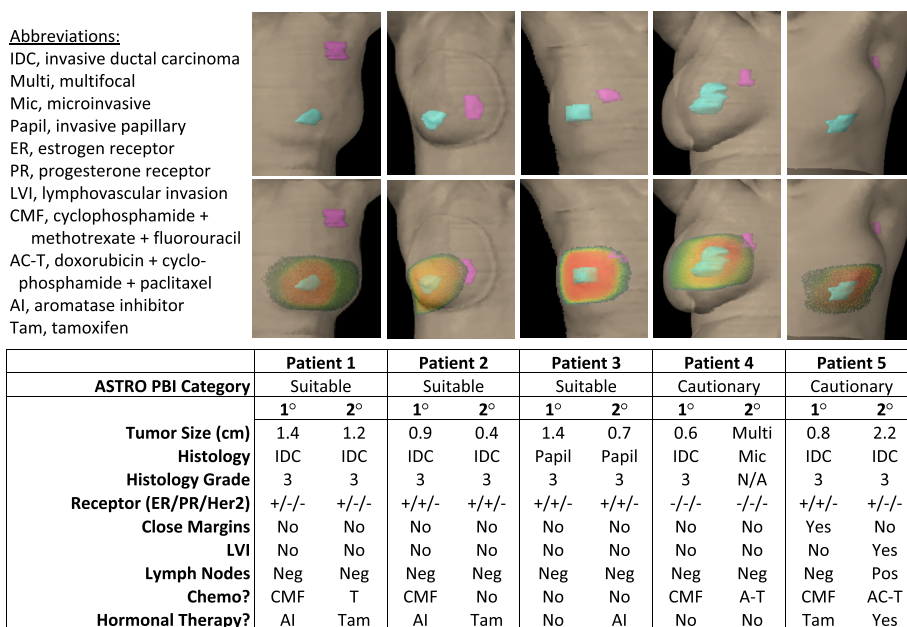 Abbreviations:
IDC, invasive ductal carcinoma
Multi, multifocal
Mic, microinvasive
Papil, invasive papillary
ER, estrogen receptor
PR, progesterone receptor
LVI, lymphovascular invasion
CMF, cyclophosphamide +
methotrexate + fluorouracil
AC-T, doxorubicin + cyclo-
phosphamide + paclitaxel
AI, aromatase inhibitor
Tam, tamoxifen
Patient 1 Patient 2 Patient 3 Patient 4 Patient 5
ASTRO PBI Category Suitable Suitable Suitable Cautionary Cautionary
1° 2° 1° 2° 1° 2° 1° 2° 1° 2°
Tumor Size (cm) 1.4 1.2 0.9 0.4 1.4 0.7 0.6 Multi 0.8 2.2
Histology IDC IDC IDC IDC Papil Papil IDC Mic IDC IDC
Histology Grade 3 3 3 3 3 3 3 N/A 3 3
Receptor (ER/PR/Her2) +/-/- +/-/- +/+/- +/+/- +/+/- +/+/- -/-/- -/-/- +/+/- +/-/-
Close Margins No No No No No No No No Yes No
LVI No No No No No No No No No Yes
Lymph Nodes Neg Neg Neg Neg Neg Neg Neg Neg Neg Pos
Chemo? CMF T CMF No No No CMF A-T CMF AC-T
Hormonal Therapy? AI Tam AI Tam No AI No No Tam Yes